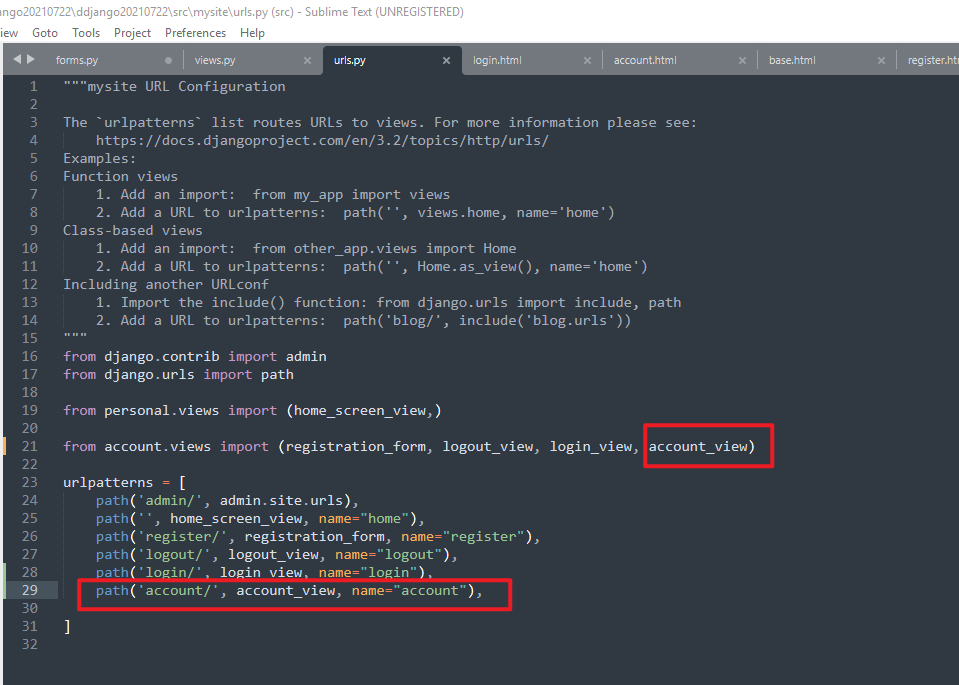 ango20210722\ddjango20210722\src\mysite\urls.py (src) - Sublime Text (UNREGISTERED)
iew Goto Tools Project Preferences Help
forms.py views.py urls.py login.html account.html base.html register.htm
1 """mysite URL Configuration
2
3 The `urlpatterns` list routes URLs to views. For more information please see:
4 https://docs.djangoproject.com/en/3.2/topics/http/urls/
5 Examples:
6 Function views
7 1. Add an import:  from my_app import views
8 2. Add a URL to urlpatterns:  path('', views.home, name='home')
9 Class-based views
10 1. Add an import:  from other_app.views import Home
11 2. Add a URL to urlpatterns:  path('', Home.as_view(), name='home')
12 Including another URLconf
13 1. Import the include() function: from django.urls import include, path
14 2. Add a URL to urlpatterns:  path('blog/', include('blog.urls'))
15 """
16 from django.contrib import admin
17 from django.urls import path
18
19 from personal.views import (home_screen_view,)
20
21 from account.views import (registration_form, logout_view, login_view, account_view)
22
23 urlpatterns = [
24 path('admin/', admin.site.urls),
25 path('', home_screen_view, name="home"),
26 path('register/', registration_form, name="register"),
27 path('logout/', logout_view, name="logout"),
28 path('login/', login_view, name="login"),
29 path('account/', account_view, name="account"),
30
31 ]
32